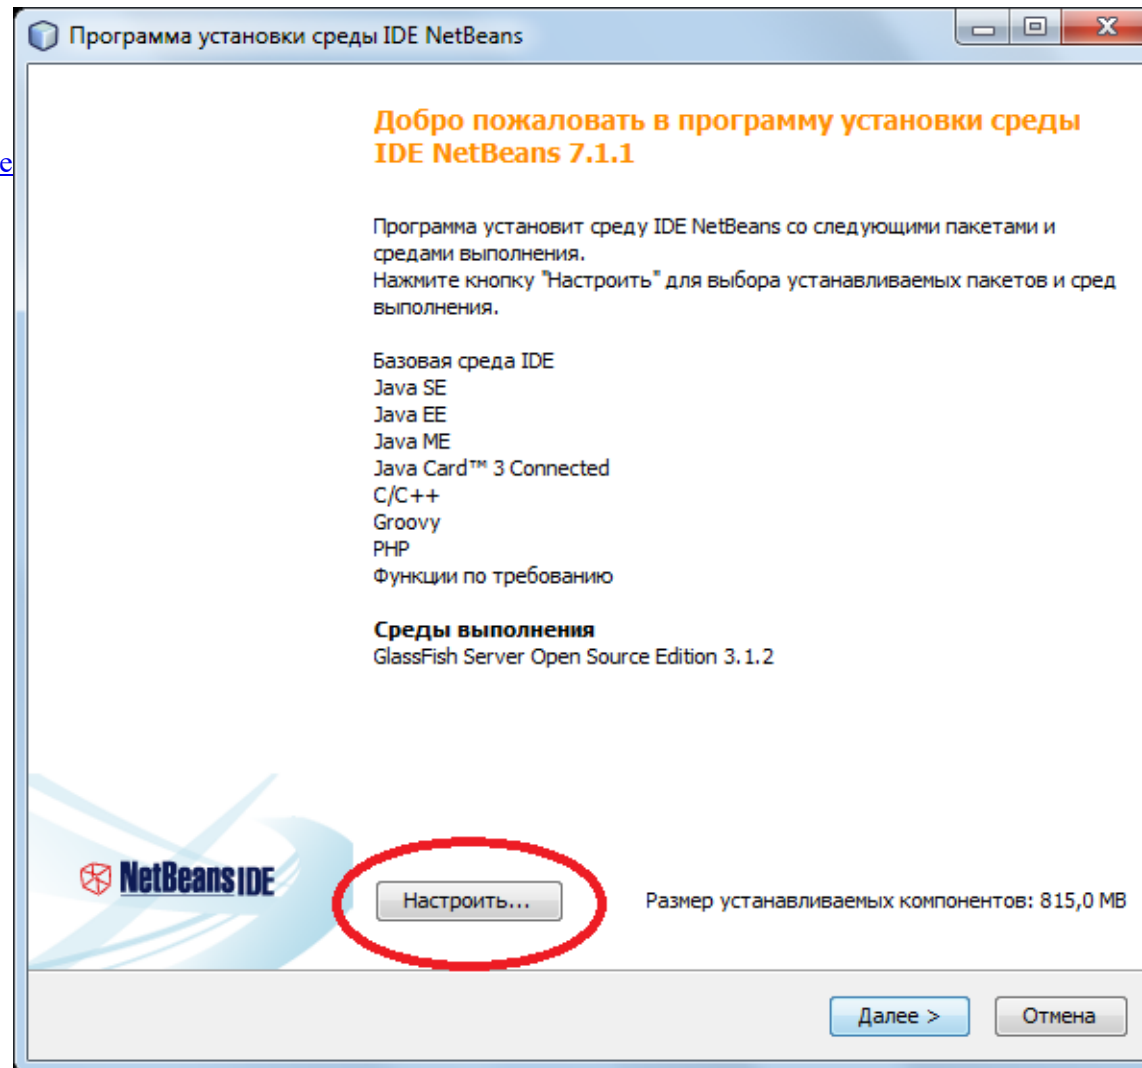 Программа установки среды IDE NetBeans
Добро пожаловать в программу установки среды
IDE NetBeans 7.1.1
e
Программа установит среду IDE NetBeans со следующими пакетами и
средами выполнения.
Нажмите кнопку "Настроить" для выбора устанавливаемых пакетов и сред
выполнения.
Базовая среда IDE
Java SE
Java EE
Java ME
Java Card™ 3 Connected
C/C++
Groovy
PHP
Функции по требованию
Среды выполнения
GlassFish Server Open Source Edition 3.1.2
NetBeans IDE
Настроить...
Размер устанавливаемых компонентов: 815,0 MB
Далее >
Отмена